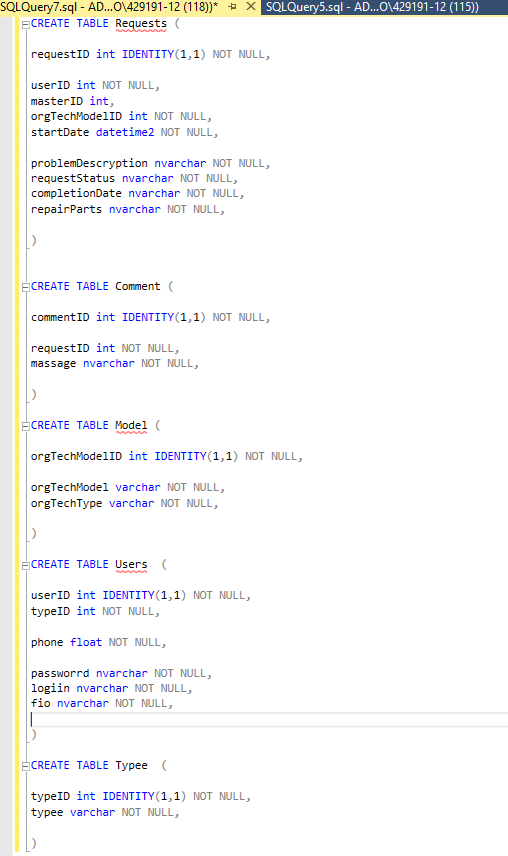 SQLQuery7.sql - AD...O\429191-12 (118))* SQLQuery5.sql - AD...O\429191-12 (115))
CREATE TABLE Requests (
requestID int IDENTITY(1,1) NOT NULL,
userID int NOT NULL,
masterID int,
orgTechModelID int NOT NULL,
startDate datetime2 NOT NULL,
problemDescryption nvarchar NOT NULL,
requestStatus nvarchar NOT NULL,
completionDate nvarchar NOT NULL,
repairParts nvarchar NOT NULL,
)
CREATE TABLE Comment (
commentID int IDENTITY(1,1) NOT NULL,
requestID int NOT NULL,
massage nvarchar NOT NULL,
)
CREATE TABLE Model (
orgTechModelID int IDENTITY(1,1) NOT NULL,
orgTechModel varchar NOT NULL,
orgTechType varchar NOT NULL,
)
CREATE TABLE Users (
userID int IDENTITY(1,1) NOT NULL,
typeID int NOT NULL,
phone float NOT NULL,
passworrd nvarchar NOT NULL,
logiin nvarchar NOT NULL,
fio nvarchar NOT NULL,
)
CREATE TABLE Typee (
typeID int IDENTITY(1,1) NOT NULL,
typee varchar NOT NULL,
)